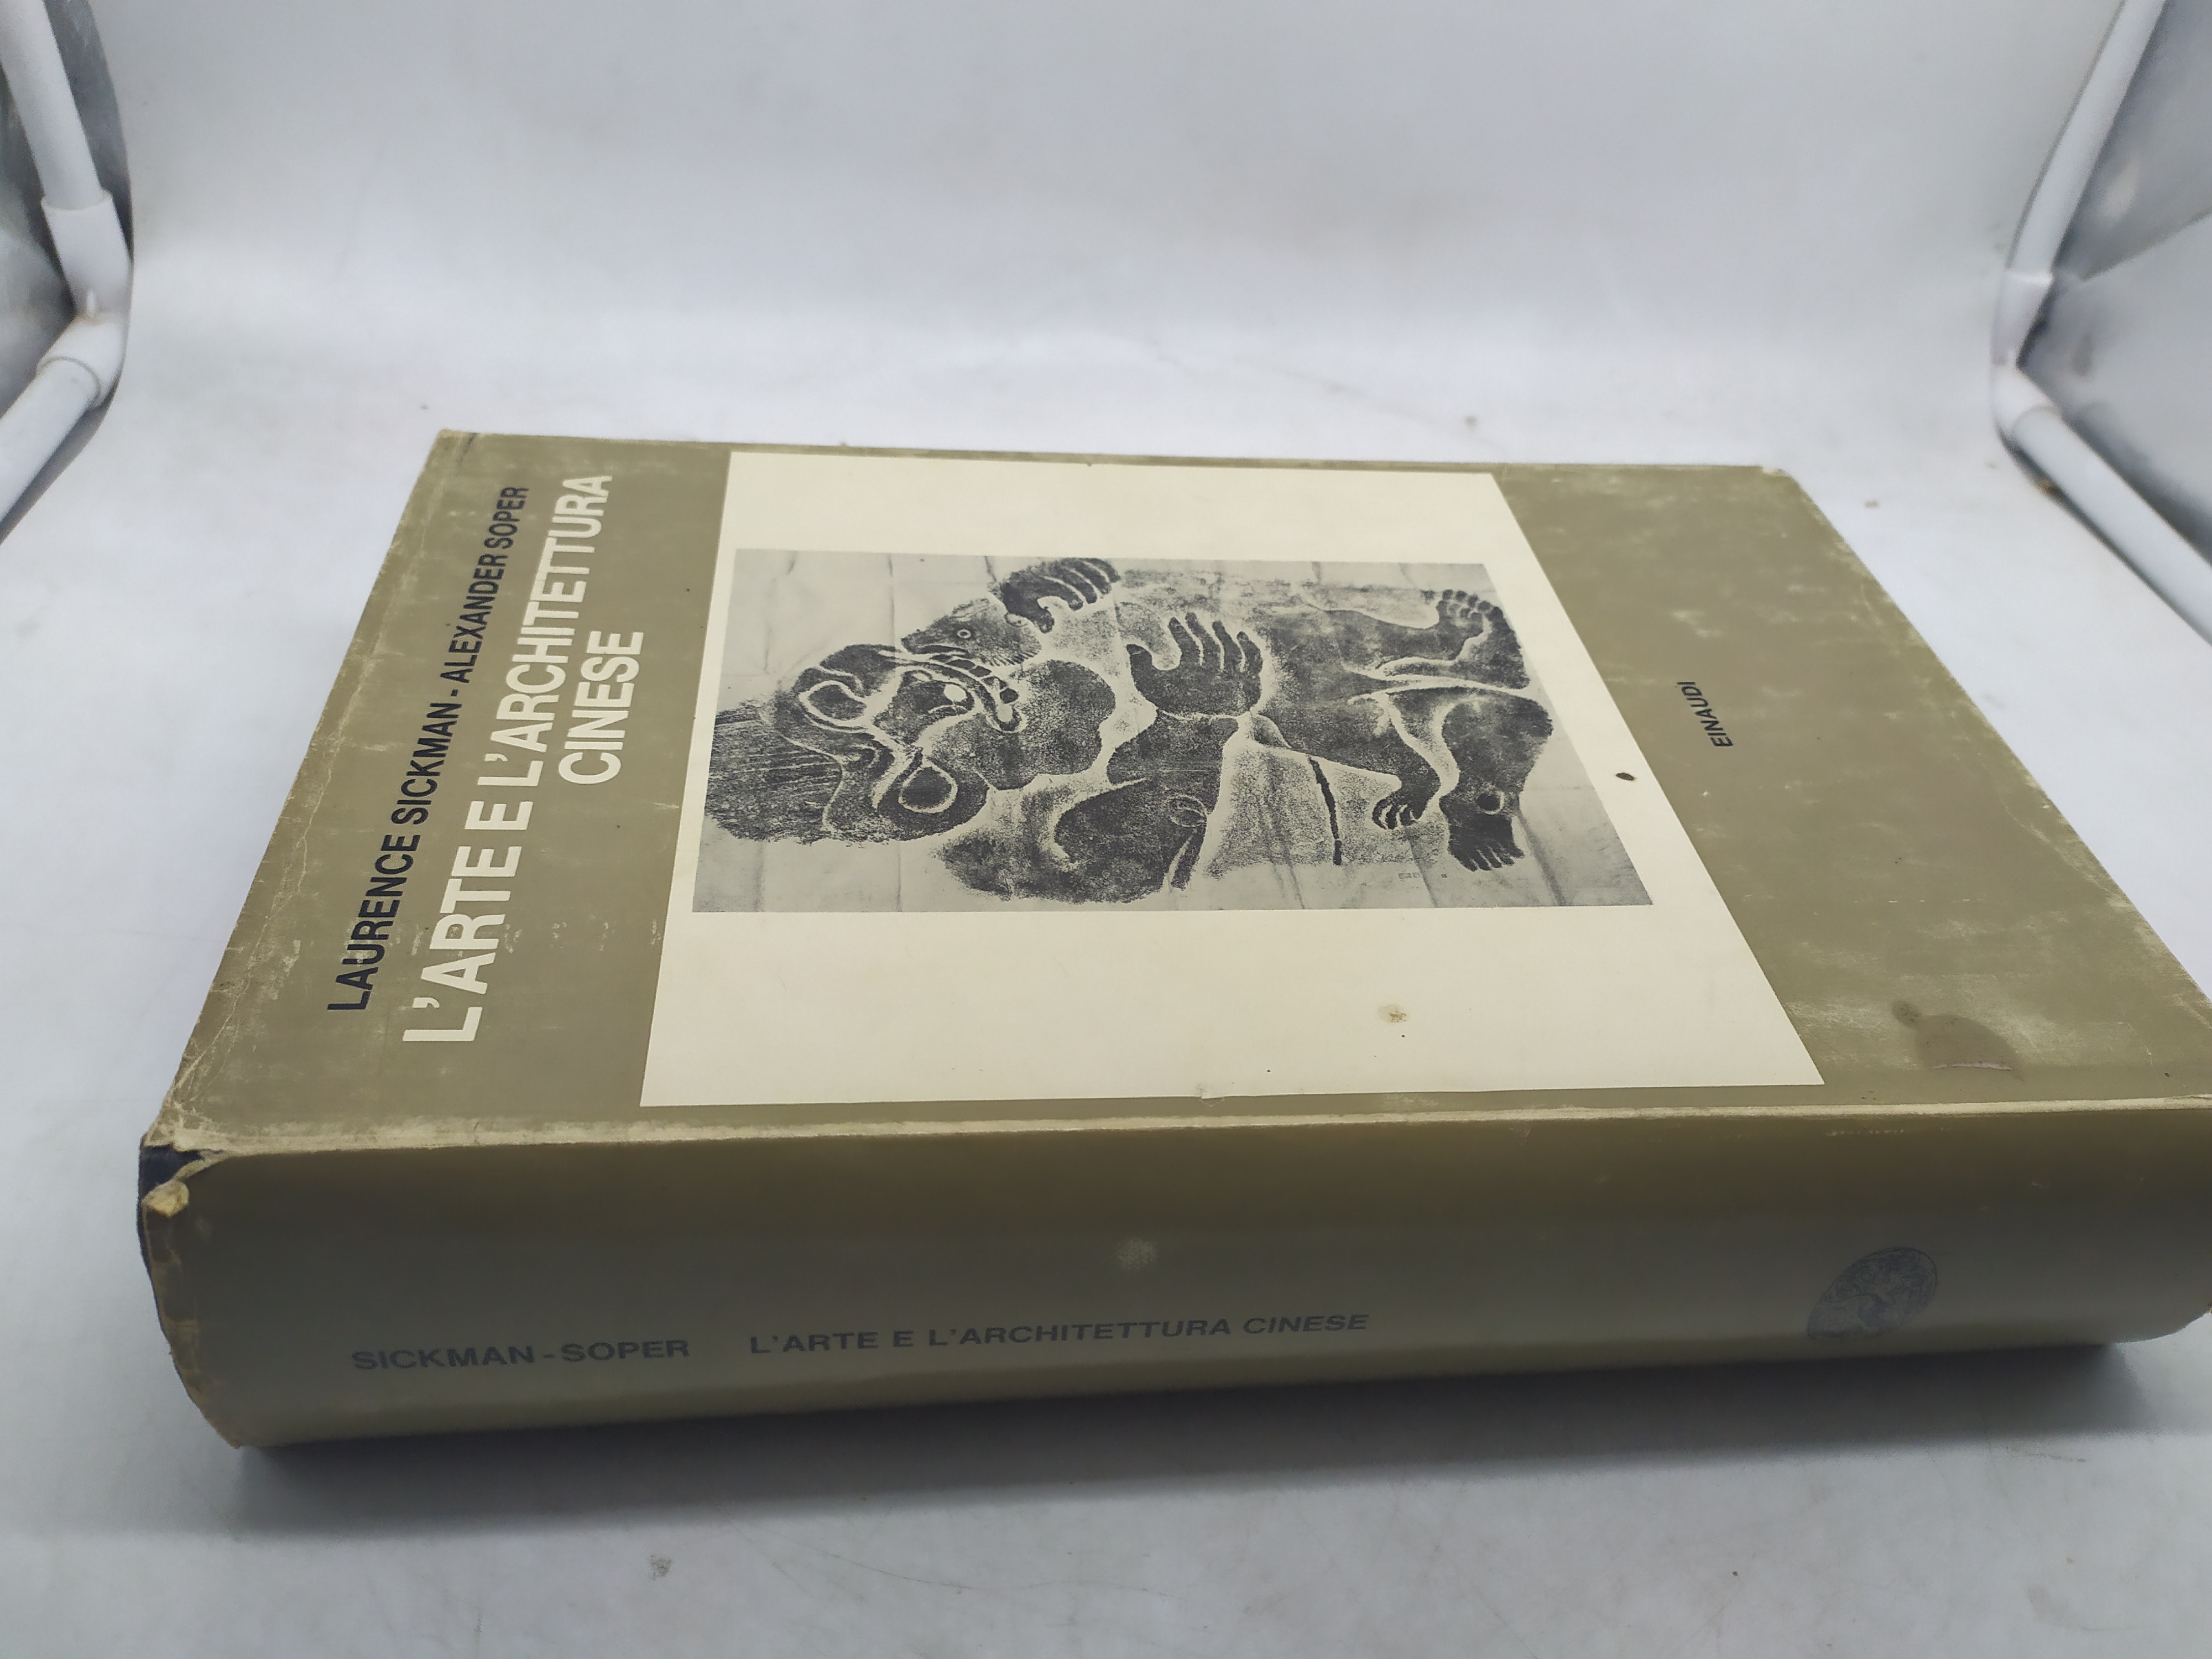 LAURENCE SICKMAN - ALEXANDER SOPER
L'ARTE E L'ARCHITETTURA
CINESE
EINAUDI
SICKMAN-SOPER L'ARTE E L'ARCHITETTURA CINESE